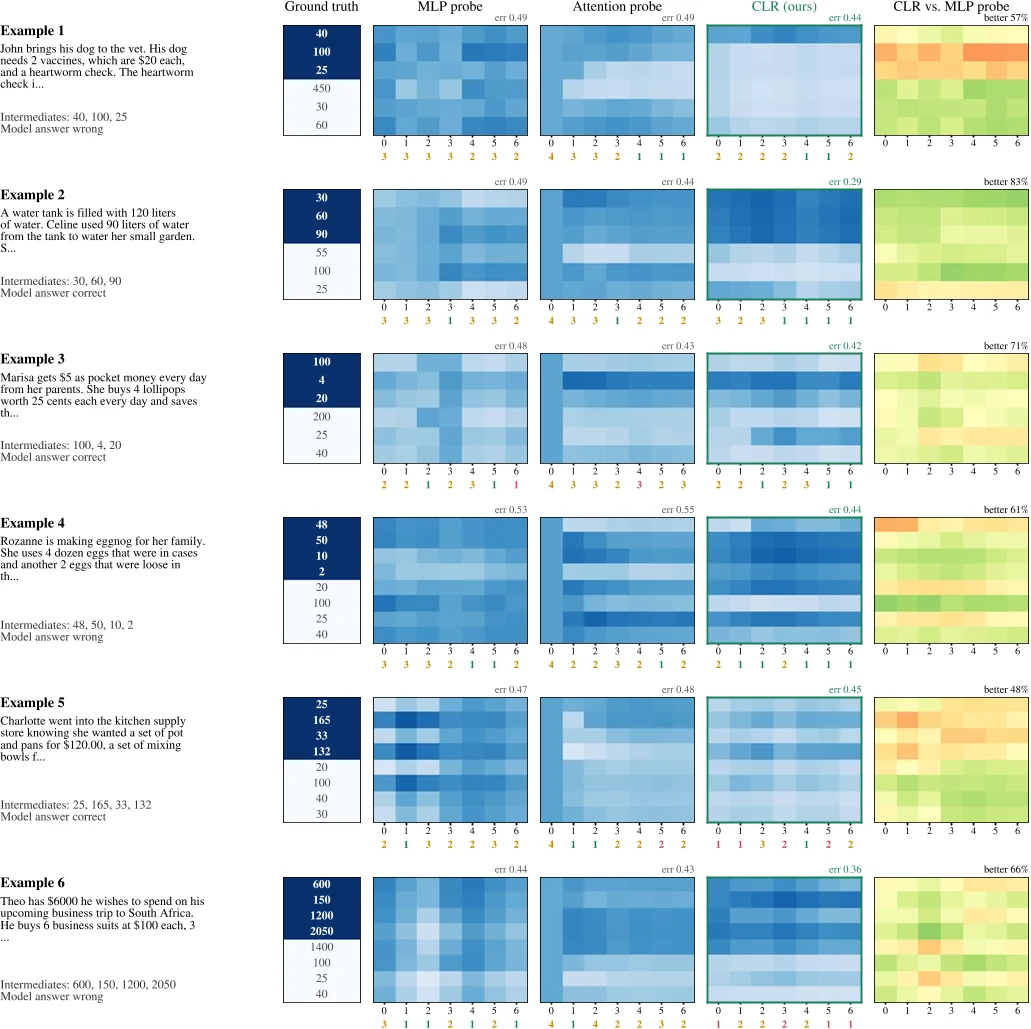 Ground truth MLP probe Attention probe CLR (ours) CLR vs. MLP probe
err 0.49 err 0.49 err 0.44 better 57%
Example 1
John brings his dog to the vet. His dog
needs 2 vaccines, which are $20 each,
and a heartworm check. The heartworm
check i...
Intermediates: 40, 100, 25
Model answer wrong
40
100
25
450
30
60
0 1 2 3 4 5 6
3 3 3 3 2 3 2
0 1 2 3 4 5 6
4 3 3 2 1 1 1
0 1 2 3 4 5 6
2 2 2 2 1 1 2
0 1 2 3 4 5 6
err 0.49 err 0.44 err 0.29 better 83%
Example 2
A water tank is filled with 120 liters
of water. Celine used 90 liters of water
from the tank to water her small garden.
S...
Intermediates: 30, 60, 90
Model answer correct
30
60
90
55
100
25
0 1 2 3 4 5 6
3 3 3 1 3 3 2
0 1 2 3 4 5 6
4 3 3 1 2 2 2
0 1 2 3 4 5 6
3 2 3 1 1 1 1
0 1 2 3 4 5 6
err 0.48 err 0.43 err 0.42 better 71%
Example 3
Marisa gets $5 as pocket money every day
from her parents. She buys 4 lollipops
worth 25 cents each every day and saves
th...
Intermediates: 100, 4, 20
Model answer correct
100
4
20
200
25
40
0 1 2 3 4 5 6
2 2 1 2 3 1 1
0 1 2 3 4 5 6
4 3 3 2 3 2 3
0 1 2 3 4 5 6
2 2 1 2 3 1 1
0 1 2 3 4 5 6
err 0.53 err 0.55 err 0.44 better 61%
Example 4
Rozanne is making eggnog for her family.
She uses 4 dozen eggs that were in cases
and another 2 eggs that were loose in
th...
Intermediates: 48, 50, 10, 2
Model answer wrong
48
50
10
2
20
100
25
40
0 1 2 3 4 5 6
3 3 3 2 1 1 2
0 1 2 3 4 5 6
4 2 2 3 2 1 2
0 1 2 3 4 5 6
2 1 1 2 1 1 1
0 1 2 3 4 5 6
err 0.47 err 0.48 err 0.45 better 48%
Example 5
Charlotte went into the kitchen supply
store knowing she wanted a set of pot
and pans for $120.00, a set of mixing
bowls f...
Intermediates: 25, 165, 33, 132
Model answer correct
25
165
33
132
20
100
40
30
0 1 2 3 4 5 6
2 1 3 2 2 3 2
0 1 2 3 4 5 6
4 1 1 2 2 2 2
0 1 2 3 4 5 6
1 1 3 2 1 2 2
0 1 2 3 4 5 6
err 0.44 err 0.43 err 0.36 better 66%
Example 6
Theo has $6000 he wishes to spend on his
upcoming business trip to South Africa.
He buys 6 business suits at $100 each, 3
...
Intermediates: 600, 150, 1200, 2050
Model answer wrong
600
150
1200
2050
1400
100
25
40
0 1 2 3 4 5 6
3 1 1 2 1 2 1
0 1 2 3 4 5 6
4 1 4 2 2 3 2
0 1 2 3 4 5 6
1 2 2 2 2 1 1
0 1 2 3 4 5 6